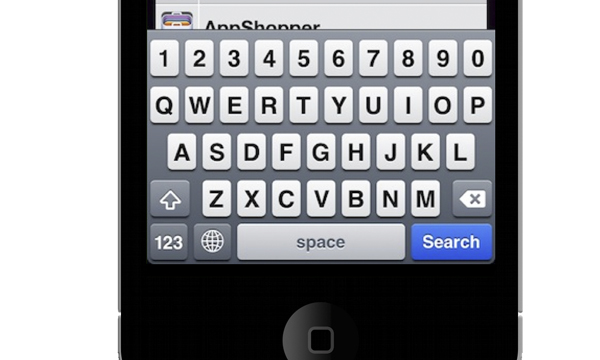 AppShopper
1 2 3 4 5 6 7 8 9 0
Q W E R T Y U I O P
A S D F G H J K L
Z X C V B N M
123 space Search